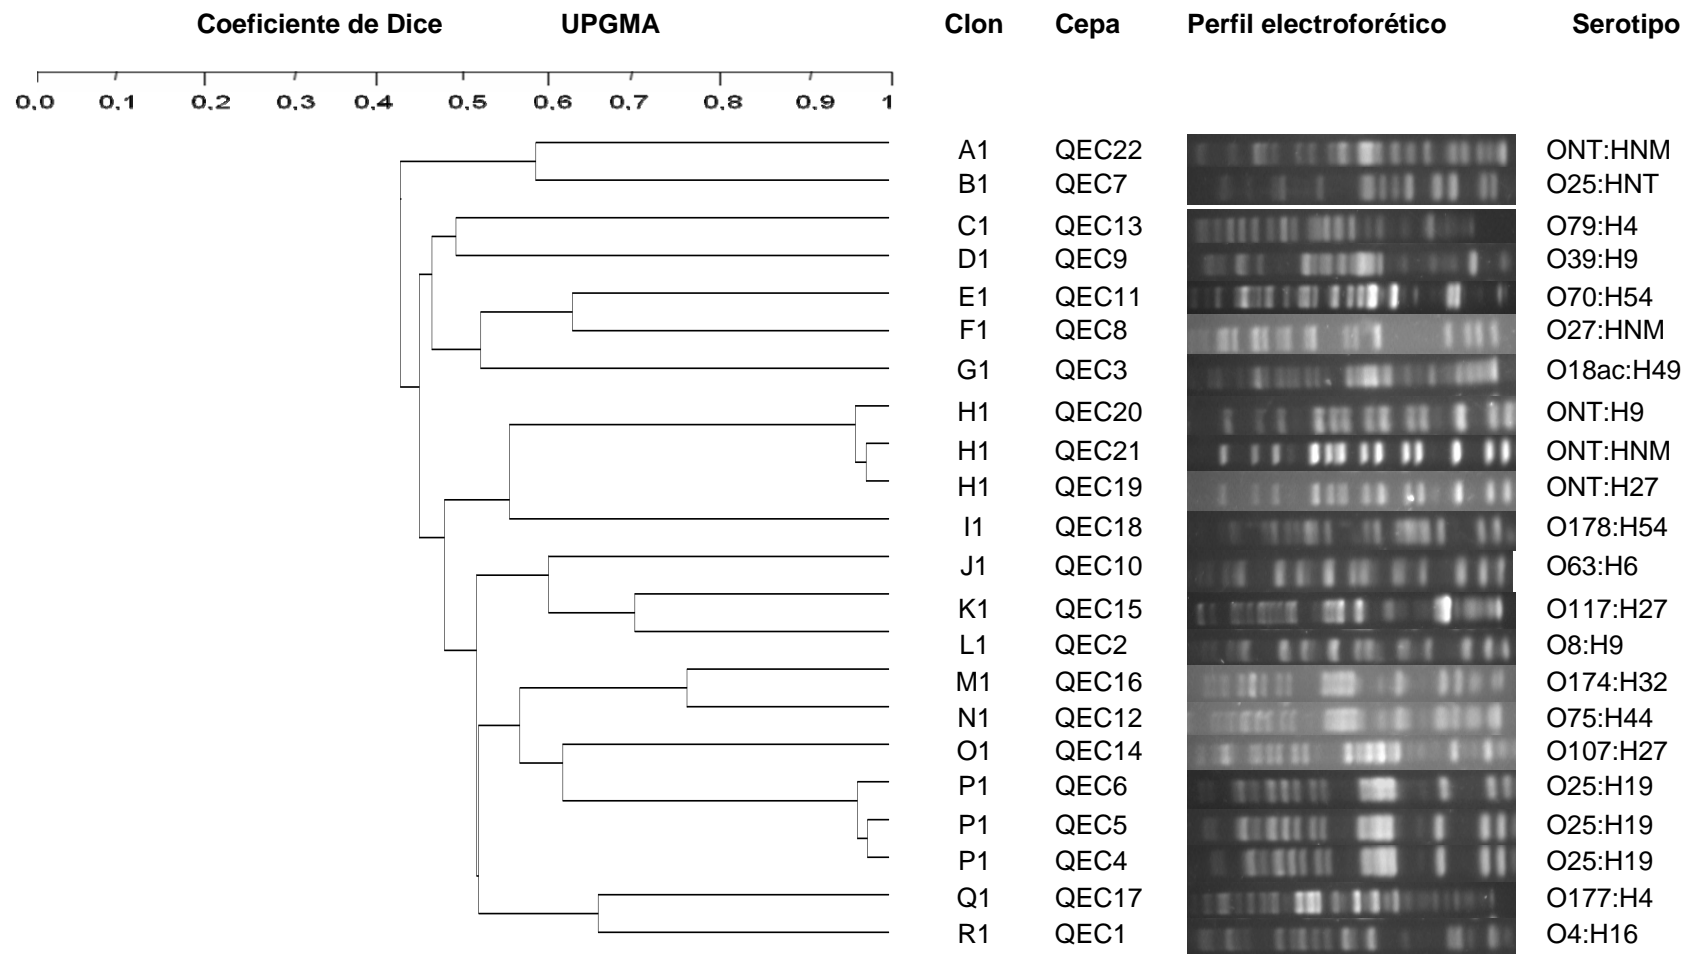 Coeficiente de Dice UPGMA Clon Cepa Perfil electroforético Serotipo
0,0 0,1 0,2 0,3 0,4 0,5 0,6 0,7 0,8 0,9 1
A1 QEC22 ONT:HNM
B1 QEC7 O25:HNT
C1 QEC13 O79:H4
D1 QEC9 O39:H9
E1 QEC11 O70:H54
F1 QEC8 O27:HNM
G1 QEC3 O18ac:H49
H1 QEC20 ONT:H9
H1 QEC21 ONT:HNM
H1 QEC19 ONT:H27
I1 QEC18 O178:H54
J1 QEC10 O63:H6
K1 QEC15 O117:H27
L1 QEC2 O8:H9
M1 QEC16 O174:H32
N1 QEC12 O75:H44
O1 QEC14 O107:H27
P1 QEC6 O25:H19
P1 QEC5 O25:H19
P1 QEC4 O25:H19
Q1 QEC17 O177:H4
R1 QEC1 O4:H16